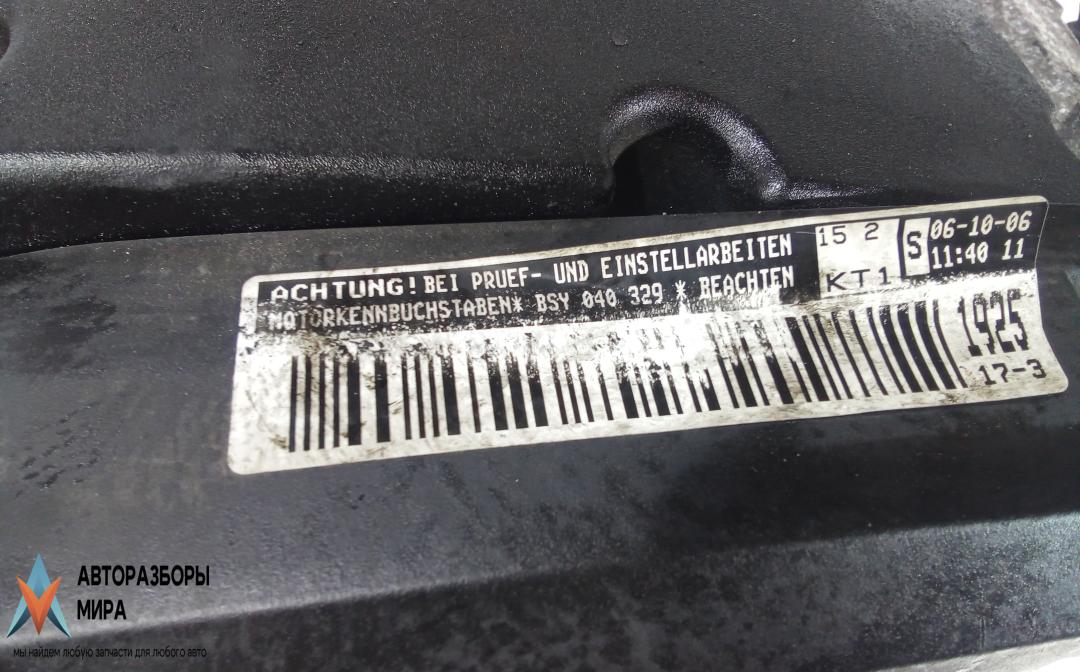 ACHTUNG! BEI PRUEF- UND EINSTELLARBEITEN
MOTORKENNBUCHSTABEN* BSY 040 329 * BEACHTEN
15 2
KT1
S
06-10-06
11:40 11
1925
17-3
АВТОРАЗБОРЫ
МИРА
мы найдем любую запчасти для любого авто